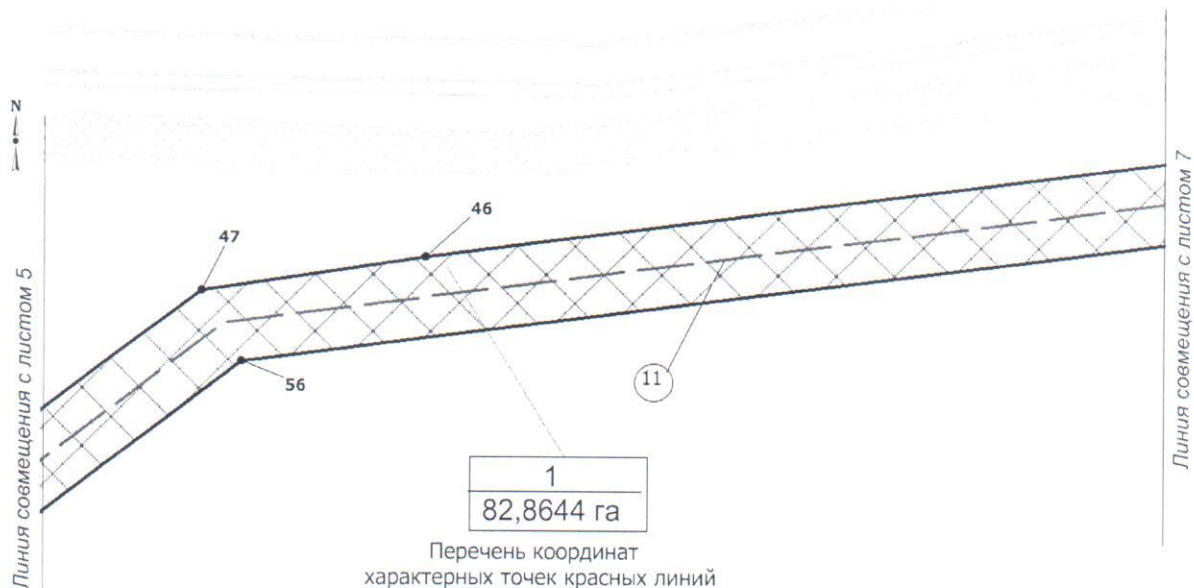 N
Линия совмещения с листом 5
47
46
56
11
1
82,8644 га
Перечень координат
характерных точек красных линий
Линия совмещения с листом 7